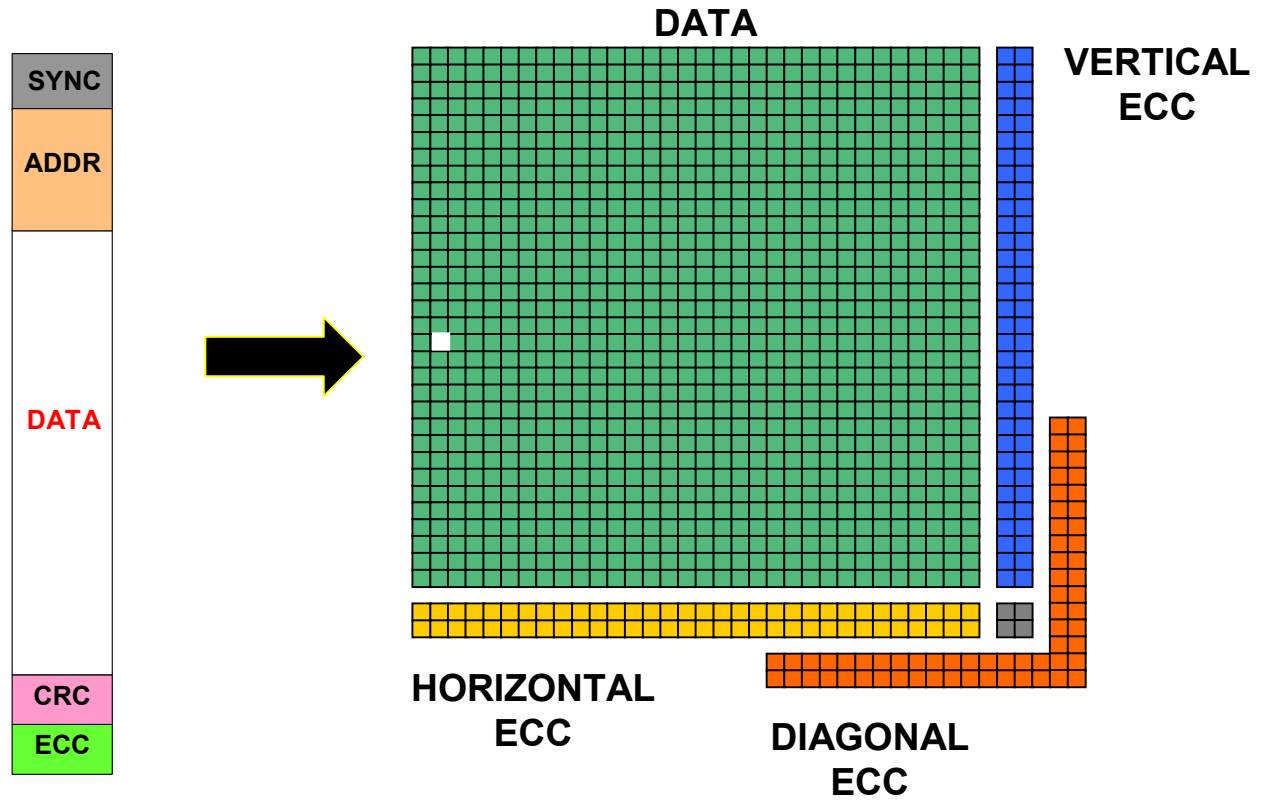 SYNC
ADDR
DATA
CRC
ECC
DATA
VERTICAL
ECC
HORIZONTAL
ECC
DIAGONAL
ECC